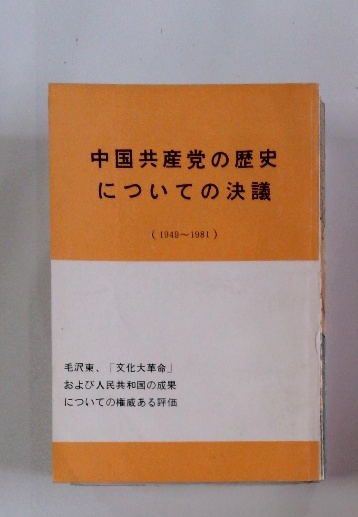 中国共産党の歴史
についての決議
(1949〜1981)
毛沢東、「文化大革命」
および人民共和国の成果
についての権威ある評価